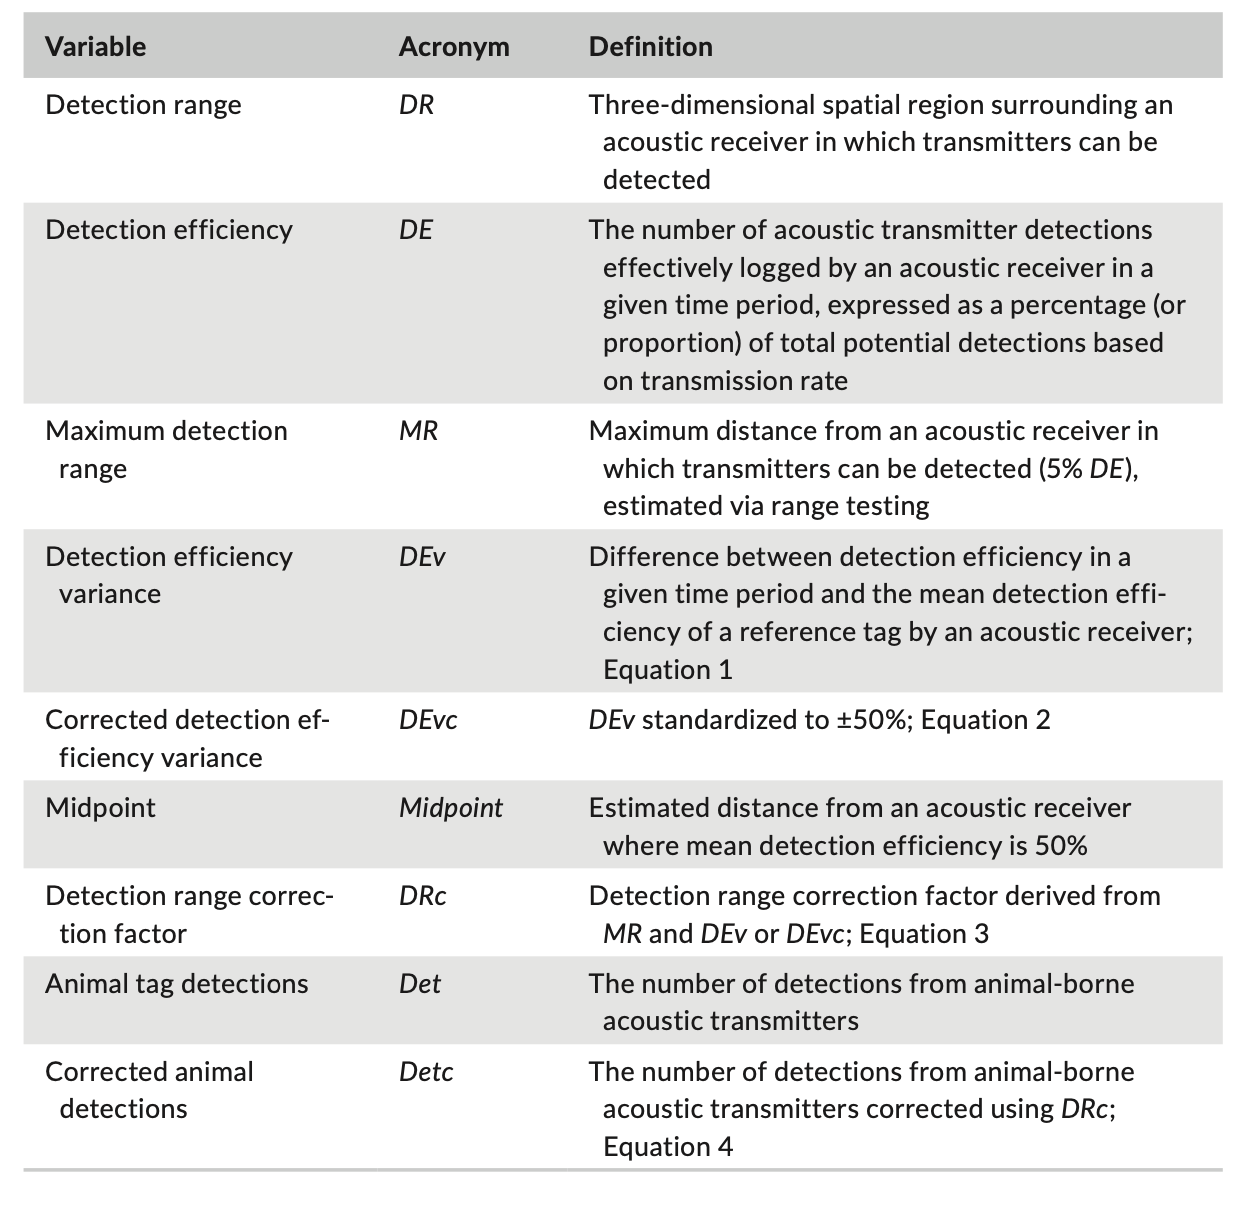 Variable Acronym Definition
Detection range DR Three-dimensional spatial region surrounding an
acoustic receiver in which transmitters can be
detected
Detection efficiency DE The number of acoustic transmitter detections
effectively logged by an acoustic receiver in a
given time period, expressed as a percentage (or
proportion) of total potential detections based
on transmission rate
Maximum detection MR Maximum distance from an acoustic receiver in
range which transmitters can be detected (5% DE),
estimated via range testing
Detection efficiency DEv Difference between detection efficiency in a
variance given time period and the mean detection effi-
ciency of a reference tag by an acoustic receiver;
Equation 1
Corrected detection ef- DEvc DEv standardized to ±50%; Equation 2
ficiency variance
Midpoint Midpoint Estimated distance from an acoustic receiver
where mean detection efficiency is 50%
Detection range correc- DRc Detection range correction factor derived from
tion factor MR and DEv or DEvc; Equation 3
Animal tag detections Det The number of detections from animal-borne
acoustic transmitters
Corrected animal Detc The number of detections from animal-borne
detections acoustic transmitters corrected using DRc;
Equation 4